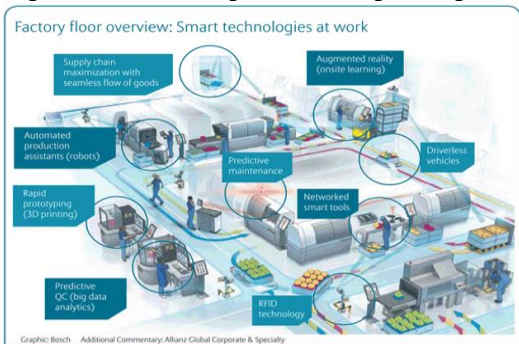 Factory floor overview: Smart technologies at work
Supply chain
maximization with
seamless flow of goods
Augmented reality
(onsite learning)
Automated
production
assistants (robots)
Predictive
maintenance
Driverless
vehicles
Rapid
prototyping
(3D printing)
Networked
smart tools
Predictive
QC (big data
analytics)
RFID
technology
Graphic: Bosch Additional Commentary: Allianz Global Corporate & Specialty